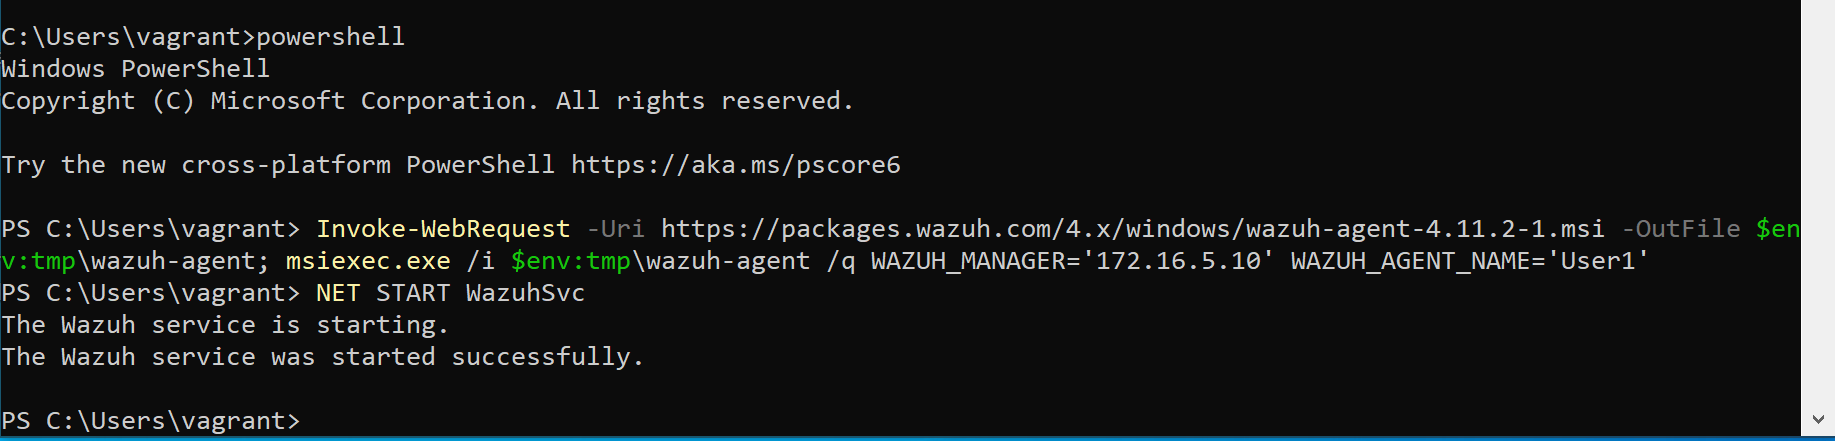 C:\Users\vagrant>powershell
Windows PowerShell
Copyright (C) Microsoft Corporation. All rights reserved.
Try the new cross-platform PowerShell https://aka.ms/pscore6
PS C:\Users\vagrant> Invoke-WebRequest -Uri https://packages.wazuh.com/4.x/windows/wazuh-agent-4.11.2-1.msi -OutFile $en
v:tmp\wazuh-agent; msiexec.exe /i $env:tmp\wazuh-agent /q WAZUH_MANAGER='172.16.5.10' WAZUH_AGENT_NAME='User1'
PS C:\Users\vagrant> NET START WazuhSvc
The Wazuh service is starting.
The Wazuh service was started successfully.
PS C:\Users\vagrant>